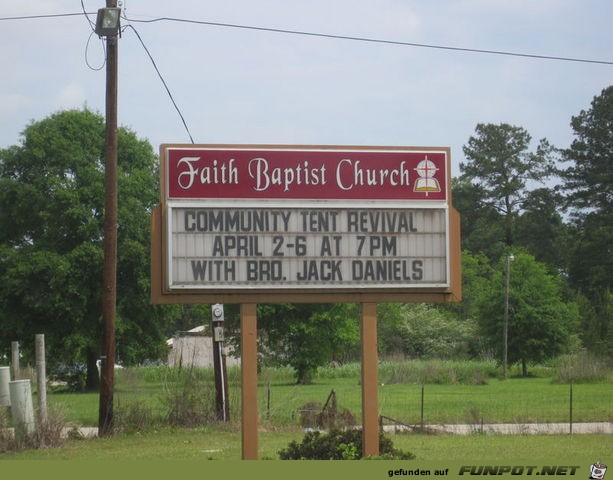 Faith Baptist Church
COMMUNITY TENT REVIVAL
APRIL 2-6 AT 7PM
WITH BRO. JACK DANIELS
gefunden auf FUNPOT.NET